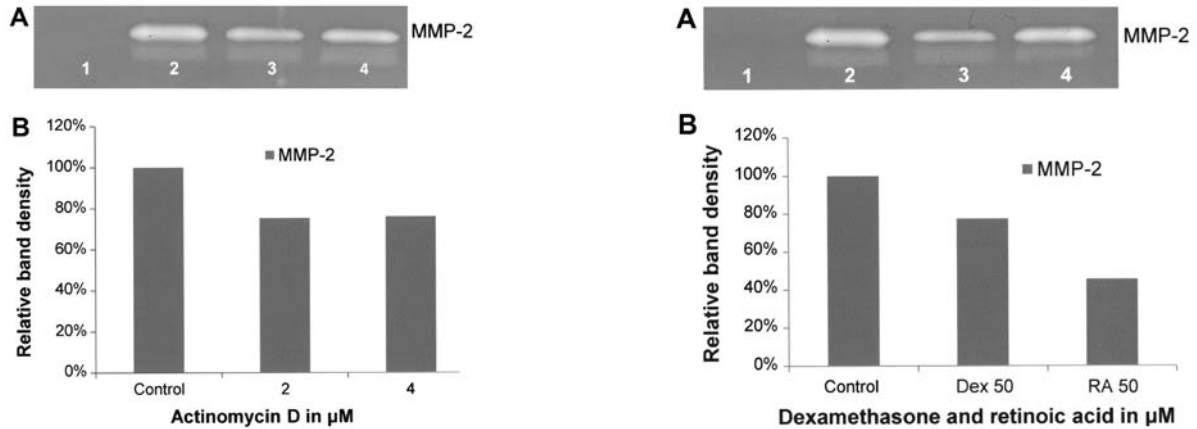 A
MMP-2
1 2 3 4
B
120%
100%
80%
60%
40%
20%
0%
Relative band density
MMP-2
Control 2 4
Actinomycin D in µM
A
MMP-2
1 2 3 4
B
120%
100%
80%
60%
40%
20%
0%
Relative band density
MMP-2
Control Dex 50 RA 50
Dexamethasone and retinoic acid in µM